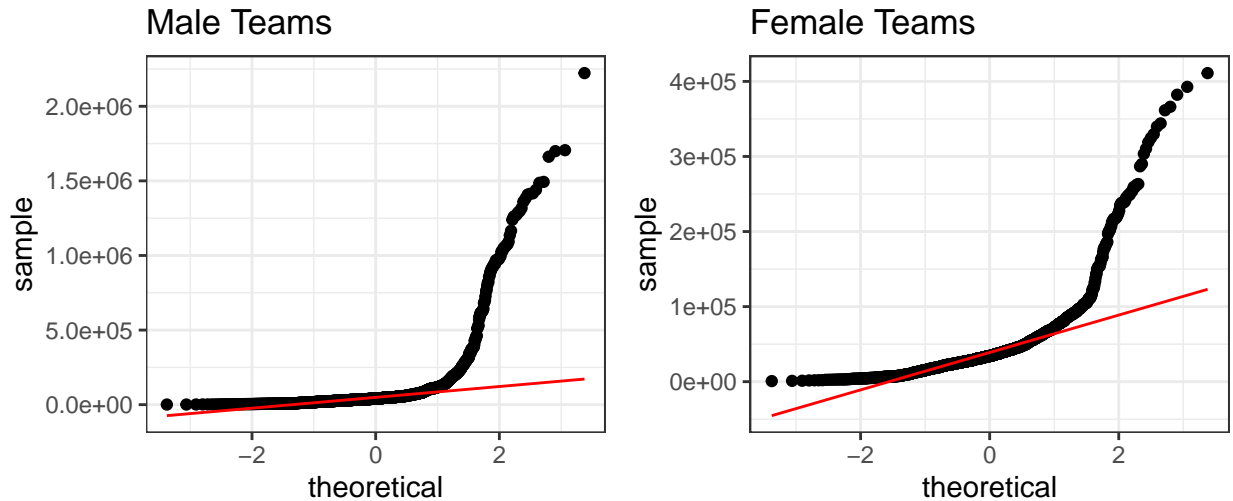 Male Teams
2.0e+06
1.5e+06
1.0e+06
5.0e+05
0.0e+00
sample
−2 0 2
theoretical
Female Teams
4e+05
3e+05
2e+05
1e+05
0e+00
sample
−2 0 2
theoretical